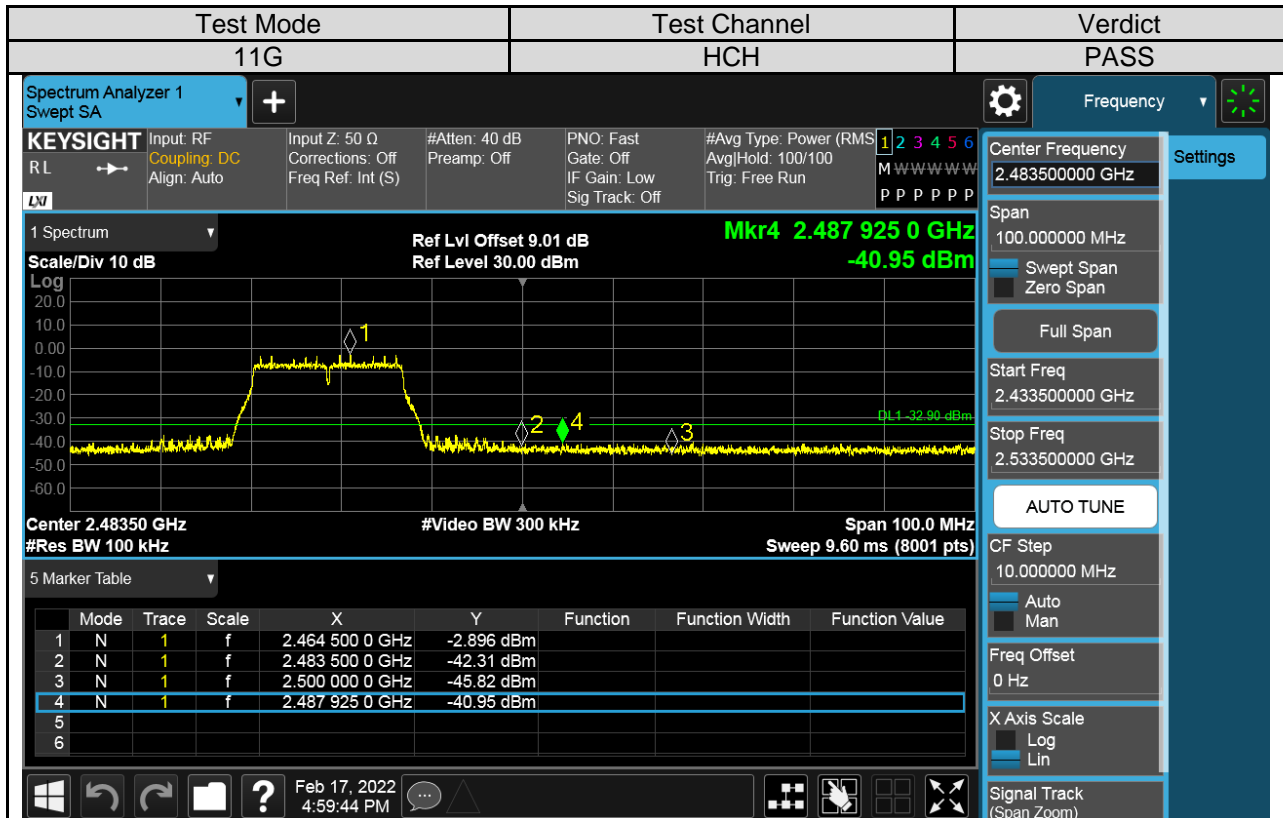 Test Mode Test Channel Verdict
11G HCH PASS
Spectrum Analyzer 1
Swept SA
+
Frequency
KEYSIGHT
RL
LXI
Input: RF
Coupling: DC
Align: Auto
Input Z: 50 Ω
Corrections: Off
Freq Ref: Int (S)
#Atten: 40 dB
Preamp: Off
PNO: Fast
Gate: Off
IF Gain: Low
Sig Track: Off
#Avg Type: Power (RMS
Avg|Hold: 100/100
Trig: Free Run
1 2 3 4 5 6
M W W W W W
P P P P P P
1 Spectrum
Scale/Div 10 dB
Ref Lvl Offset 9.01 dB
Ref Level 30.00 dBm
Mkr4 2.487 925 0 GHz
-40.95 dBm
Log
20.0
10.0
0.00
-10.0
-20.0
-30.0
-40.0
-50.0
-60.0
1
2
4
3
DL1 -32.90 dBm
Center 2.48350 GHz #Video BW 300 kHz Span 100.0 MHz
#Res BW 100 kHz Sweep 9.60 ms (8001 pts)
5 Marker Table
Mode Trace Scale X Y Function Function Width Function Value
1 N 1 f 2.464 500 0 GHz -2.896 dBm
2 N 1 f 2.483 500 0 GHz -42.31 dBm
3 N 1 f 2.500 000 0 GHz -45.82 dBm
4 N 1 f 2.487 925 0 GHz -40.95 dBm
5
6
?
Feb 17, 2022
4:59:44 PM
Center Frequency
2.483500000 GHz
Settings
Span
100.000000 MHz
Swept Span
Zero Span
Full Span
Start Freq
2.433500000 GHz
Stop Freq
2.533500000 GHz
AUTO TUNE
CF Step
10.000000 MHz
Auto
Man
Freq Offset
0 Hz
X Axis Scale
Log
Lin
Signal Track
(Span Zoom)